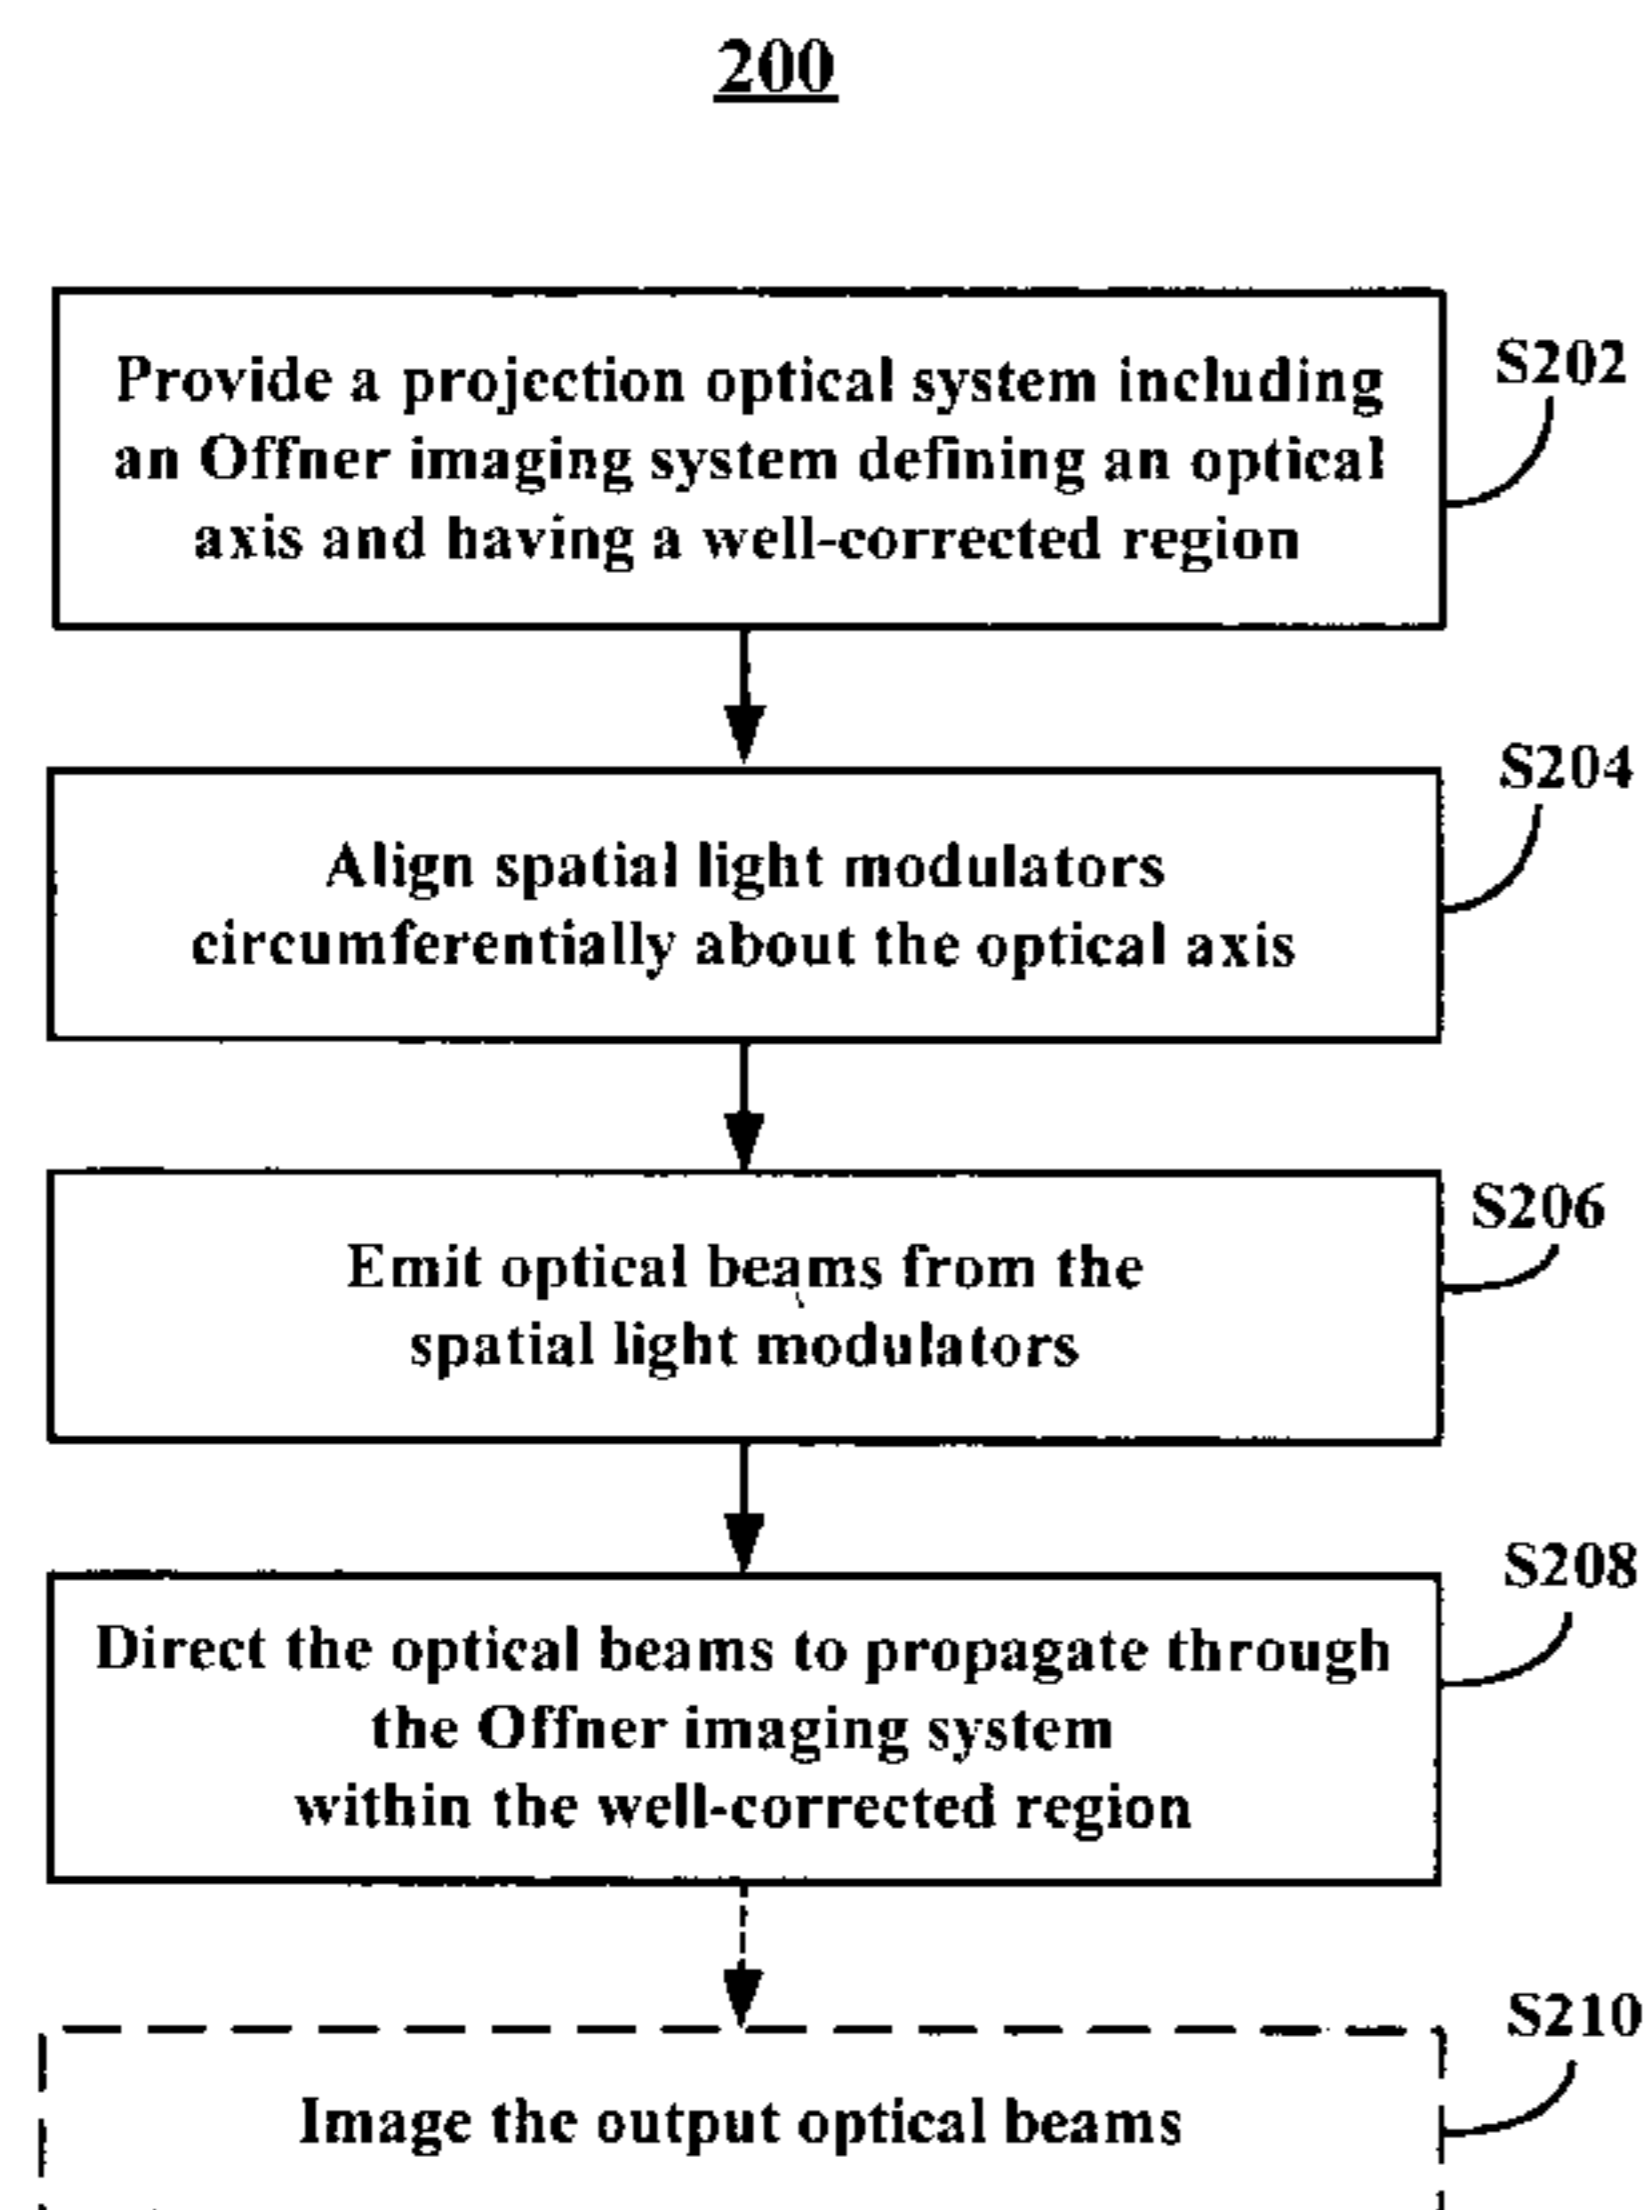 200
Provide a projection optical system including
S202
an Offner imaging system defining an optical
axis and having a well-corrected region
S204
Align spatial light modulators
circumferentially about the optical axis
S206
Emit optical beams from the
spatial light modulators
S208
Direct the optical beams to propagate through
the Offner imaging system
within the well-corrected region
S210
Image the output optical beams